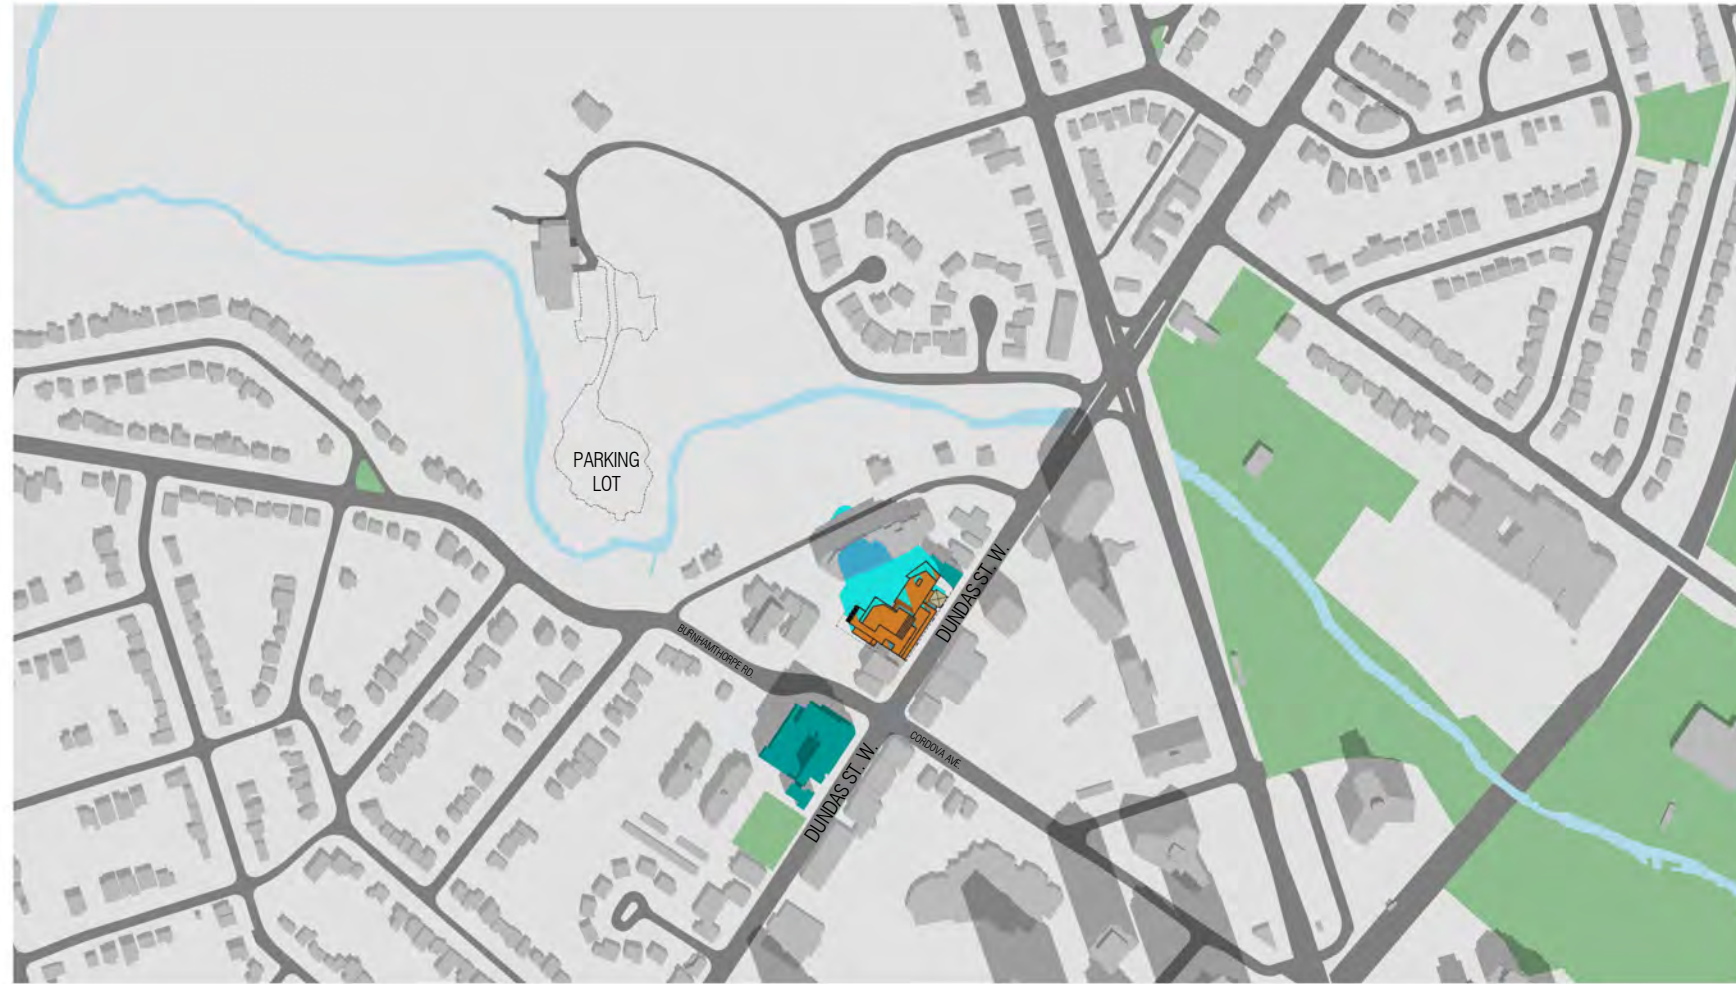 PARKING
LOT
DUNDAS ST. W.
BURNHAMTHORPE RD.
CORDOVA AVE.
DUNDAS ST. W.